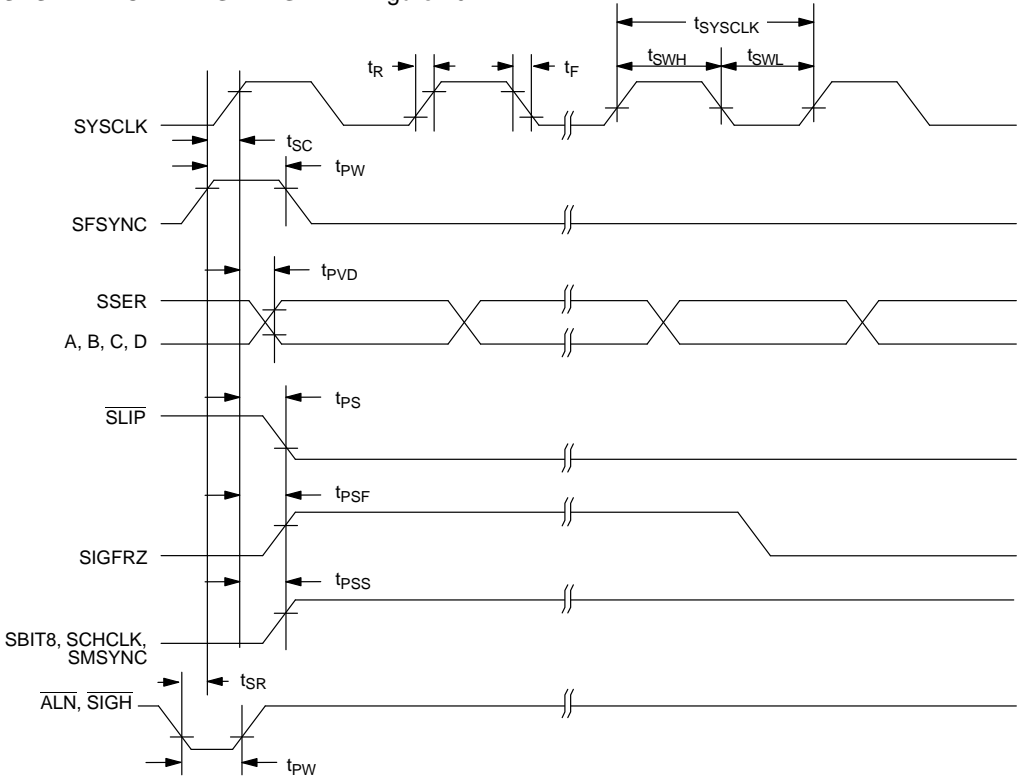 tSYSCLK
tR
tF
tSWH
tSWL
SYSCLK
tSC
tPW
SFSYNC
tPVD
SSER
A, B, C, D
tPS
SLIP
tPSF
SIGFRZ
tPSS
SBIT8, SCHCLK,
SMSYNC
tSR
ALN, SIGH
tPW